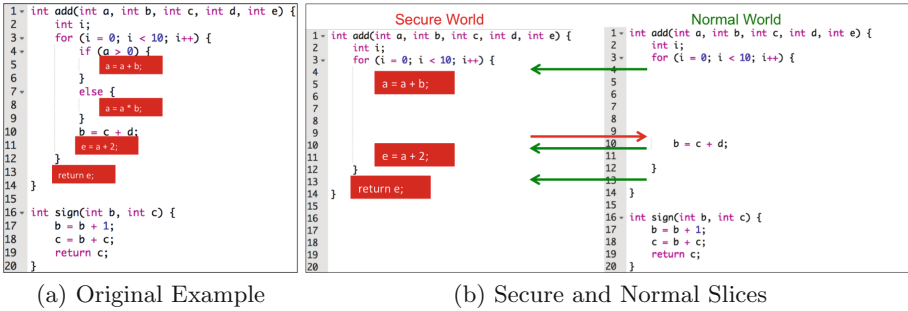 1 int add(int a, int b, int c, int d, int e) {
2 int i;
3 for (i = 0; i < 10; i++) {
4 if (a > 0) {
5 a = a + b;
6 }
7 else {
8 a = a * b;
9 }
10 b = c + d;
11 e = a + 2;
12 }
13 return e;
14 }
15
16 int sign(int b, int c) {
17 b = b + 1;
18 c = b + c;
19 return c;
20 }
(a) Original Example
Secure World
1 int add(int a, int b, int c, int d, int e) {
2 int i;
3 for (i = 0; i < 10; i++) {
4
5 a = a + b;
6
7
8
9
10
11 e = a + 2;
12 }
13 return e;
14 }
15
16
17
18
19
20
Normal World
1 int add(int a, int b, int c, int d, int e) {
2 int i;
3 for (i = 0; i < 10; i++) {
4
5
6
7
8
9
10 b = c + d;
11
12 }
13
14 }
15
16 int sign(int b, int c) {
17 b = b + 1;
18 c = b + c;
19 return c;
20 }
(b) Secure and Normal Slices